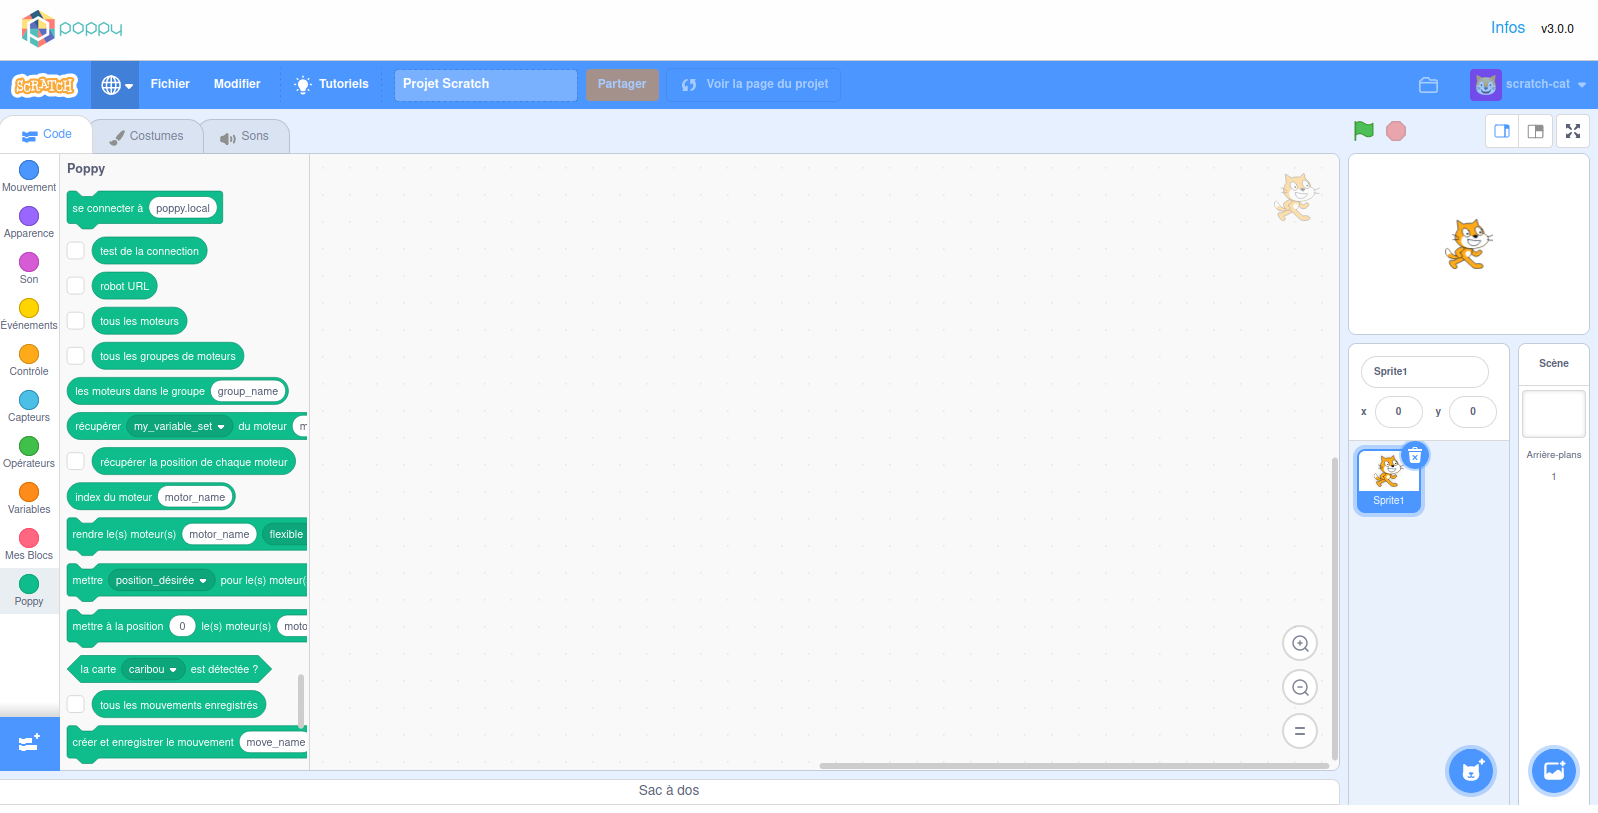 poppy
Infos v3.0.0
SCRATCH Fichier Modifier Tutoriels Projet Scratch Partager Voir la page du projet scratch-cat
Code Costumes Sons
Mouvement
Apparence
Son
Événements
Contrôle
Capteurs
Opérateurs
Variables
Mes Blocs
Poppy
Poppy
se connecter à poppy.local
test de la connection
robot URL
tous les moteurs
tous les groupes de moteurs
les moteurs dans le groupe group_name
récupérer my_variable_set du moteur m
récupérer la position de chaque moteur
index du moteur motor_name
rendre le(s) moteur(s) motor_name flexible
mettre position_désirée pour le(s) moteur(
mettre à la position 0 le(s) moteur(s) moto
la carte caribou est détectée ?
tous les mouvements enregistrés
créer et enregistrer le mouvement move_name
Sac à dos
Sprite1
x 0 y 0
Sprite1
Scène
Arrière-plans
1